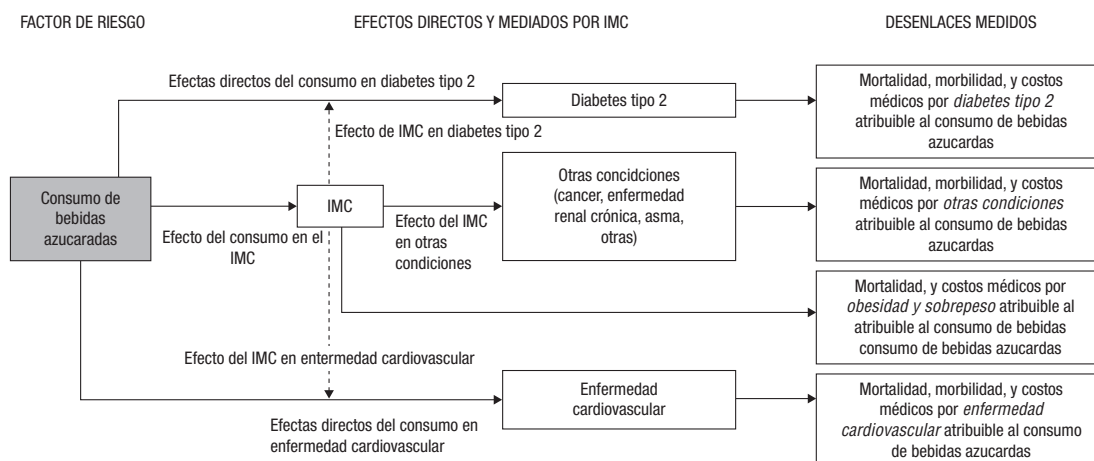 FACTOR DE RIESGO
EFECTOS DIRECTOS Y MEDIADOS POR IMC
DESENLACES MEDIDOS
Efectas directos del consumo en diabetes tipo 2
Diabetes tipo 2
Mortalidad, morbilidad, y costos
médicos por diabetes tipo 2
atribuible al consumo de bebidas
azucardas
Efecto de IMC en diabetes tipo 2
Consumo de
bebidas
azucaradas
Efecto del consumo en el
IMC
IMC
Efecto del IMC
en otras
condiciones
Otras concidciones
(cancer, enfermedad
renal crónica, asma,
otras)
Mortalidad, morbilidad, y costos
médicos por otras condiciones
atribuible al consumo de bebidas
azucardas
Mortalidad, y costos médicos por
obesidad y sobrepeso atribuible al
atribuible al consumo de bebidas
consumo de bebidas azucardas
Efecto del IMC en entermedad cardiovascular
Efectas directos del consumo en
enfermedad cardiovascular
Enfermedad
cardiovascular
Mortalidad, morbilidad, y costos
médicos por enfermedad
cardiovascular atribuible al consumo
de bebidas azucardas